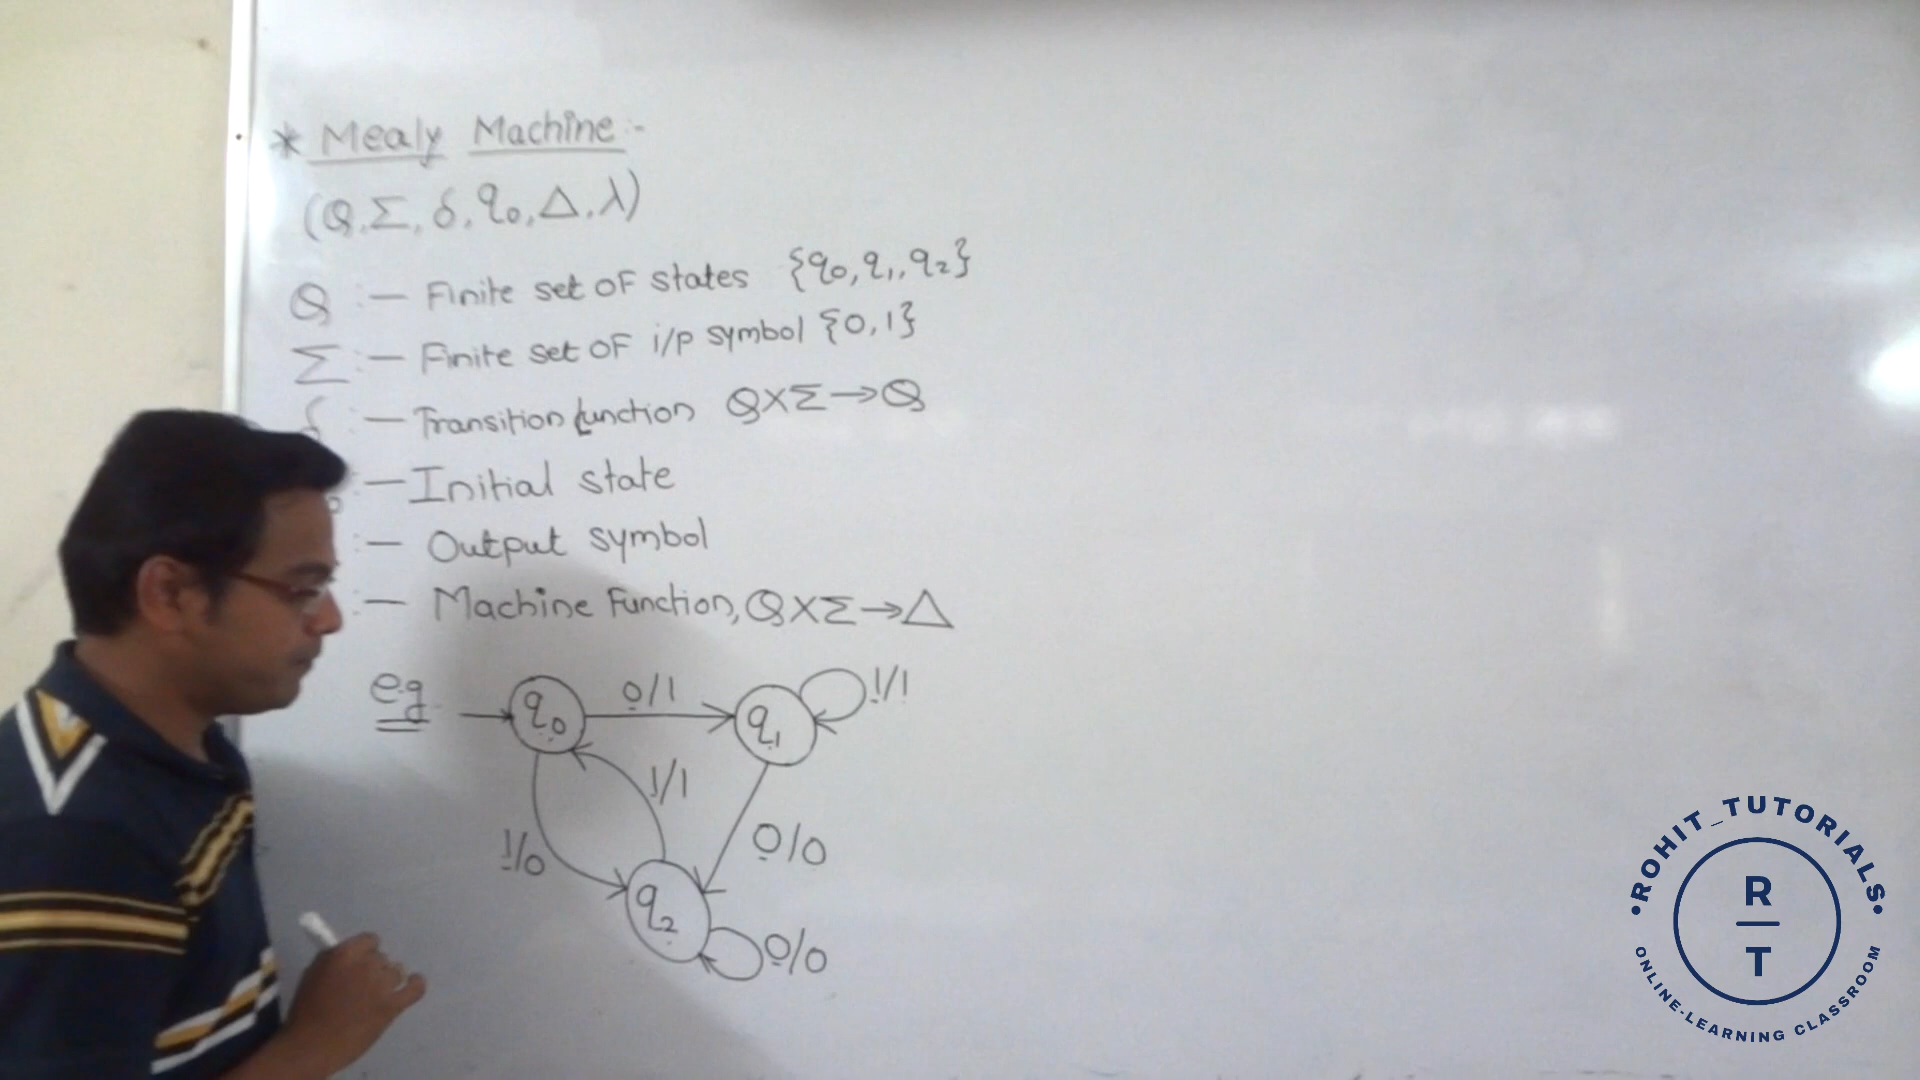 * Mealy Machine :-
(Q, Σ, δ, q₀, Δ, λ)
Q :- Finite set of states {q₀, q₁, q₂}
Σ :- Finite set of i/p symbol {0, 1}
:- Transition function Q×Σ→Q
- Initial state
:- Output symbol
:- Machine Function, Q×Σ→Δ
e.g.
q₀
0/1
q₁
1/1
1/1
1/0
0/0
q₂
0/0
ROHIT_TUTORIALS
R
T
ONLINE-LEARNING CLASSROOM